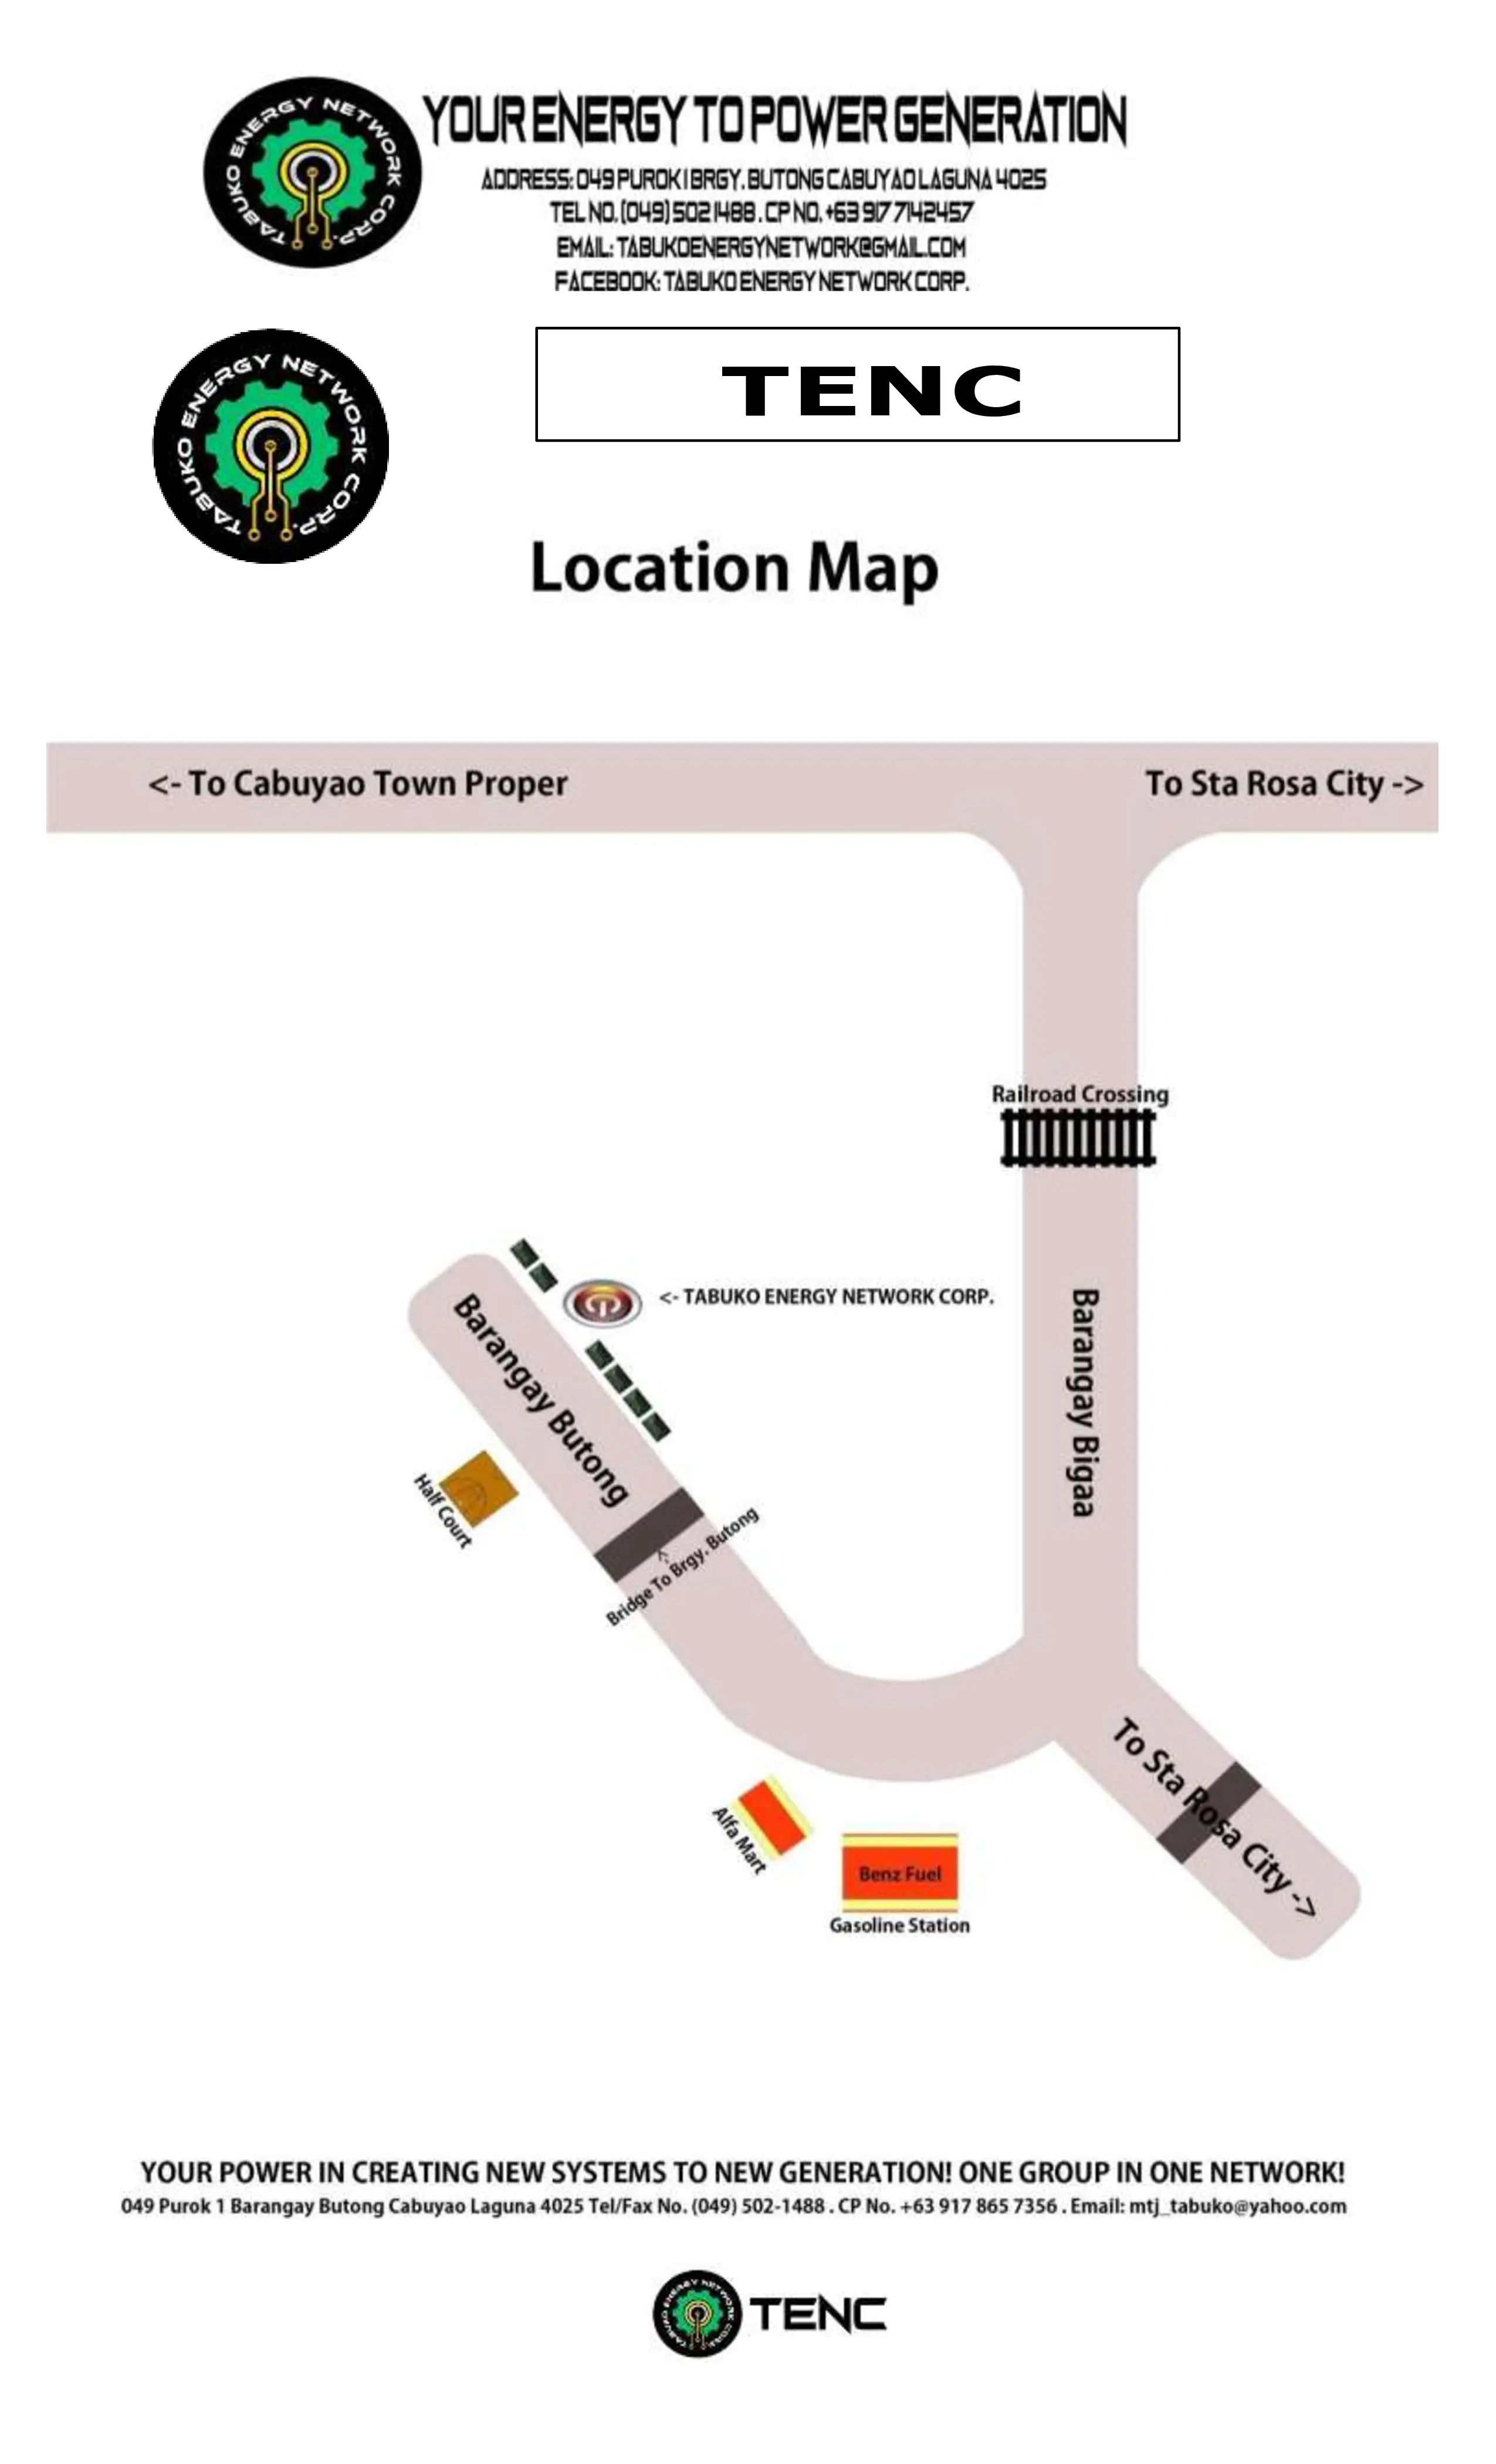 TABUKO ENERGY NETWORK CORP.
YOUR ENERGY TO POWER GENERATION
ADDRESS: 049 PUROK 1 BRGY. BUTONG CABUYAO LAGUNA 4025
TEL NO. (049) 502 1488 . CP NO. +63 917 7142457
EMAIL: TABUKOENERGYNETWORK@GMAIL.COM
FACEBOOK: TABUKO ENERGY NETWORK CORP.
TABUKO ENERGY NETWORK CORP.
TENC
Location Map
<- To Cabuyao Town Proper
To Sta Rosa City ->
Railroad Crossing
<- TABUKO ENERGY NETWORK CORP.
Barangay Butong
Barangay Bigaa
Half Court
<-
Bridge To Brgy. Butong
To Sta Rosa City ->
Alfa Mart
Benz Fuel
Gasoline Station
YOUR POWER IN CREATING NEW SYSTEMS TO NEW GENERATION! ONE GROUP IN ONE NETWORK!
049 Purok 1 Barangay Butong Cabuyao Laguna 4025 Tel/Fax No. (049) 502-1488 . CP No. +63 917 865 7356 . Email: mtj_tabuko@yahoo.com
TABUKO ENERGY NETWORK CORP.
TENC